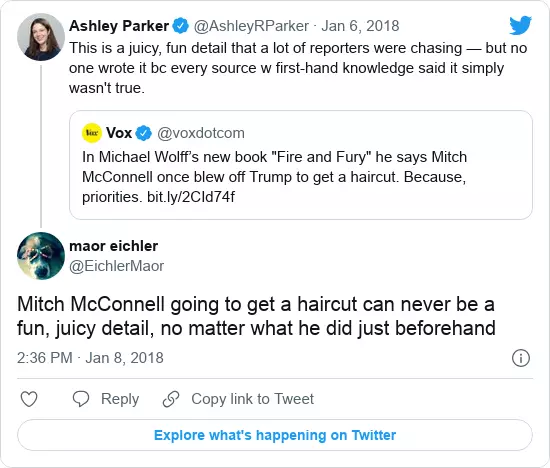 Ashley Parker @AshleyRParker · Jan 6, 2018
This is a juicy, fun detail that a lot of reporters were chasing — but no
one wrote it bc every source w first-hand knowledge said it simply
wasn't true.
Vox Vox @voxdotcom
In Michael Wolff’s new book "Fire and Fury" he says Mitch
McConnell once blew off Trump to get a haircut. Because,
priorities. bit.ly/2CId74f
maor eichler
@EichlerMaor
Mitch McConnell going to get a haircut can never be a
fun, juicy detail, no matter what he did just beforehand
2:36 PM · Jan 8, 2018
Reply Copy link to Tweet
Explore what's happening on Twitter